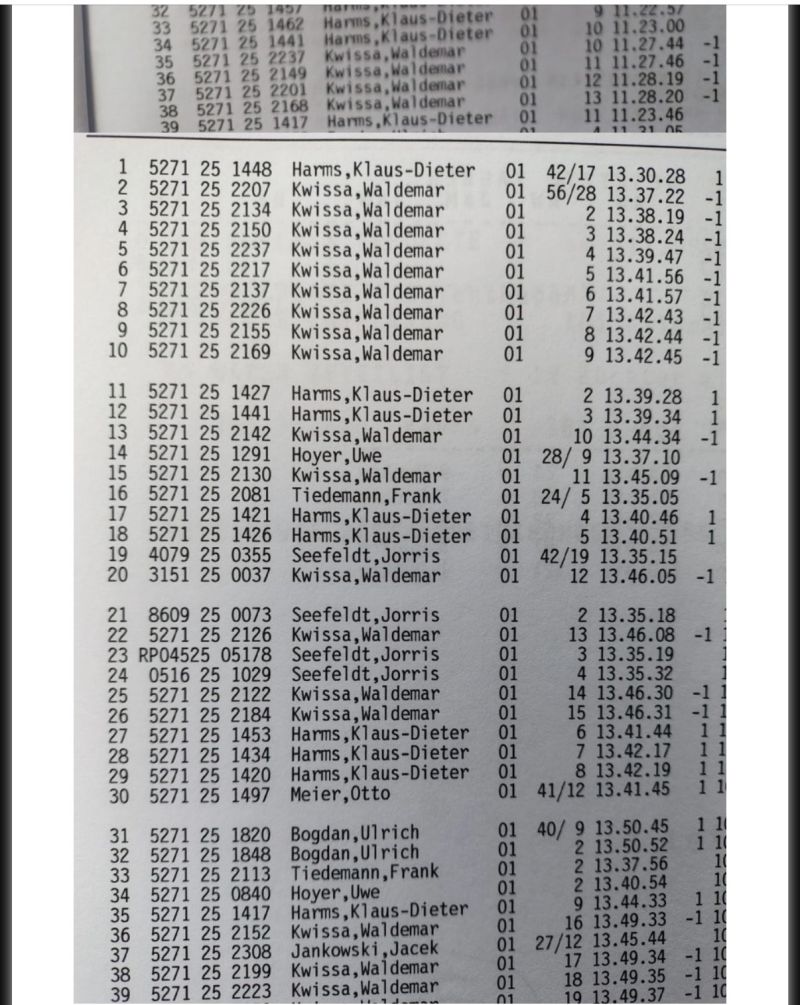 32 5271 25 1457 Harms,Klaus-Dieter 01 9 11.22.57
33 5271 25 1462 Harms,Klaus-Dieter 01 10 11.23.00
34 5271 25 1441 Harms,Klaus-Dieter 01 10 11.27.44 -1
35 5271 25 2237 Kwissa,Waldemar 01 11 11.27.46 -1
36 5271 25 2149 Kwissa,Waldemar 01 12 11.28.19 -1
37 5271 25 2201 Kwissa,Waldemar 01 13 11.28.20 -1
38 5271 25 2168 Kwissa,Waldemar 01 11 11.23.46
39 5271 25 1417 Harms,Klaus-Dieter 01
1 5271 25 1448 Harms,Klaus-Dieter 01 42/17 13.30.28 1
2 5271 25 2207 Kwissa,Waldemar 01 56/28 13.37.22 -1
3 5271 25 2134 Kwissa,Waldemar 01 2 13.38.19 -1
4 5271 25 2150 Kwissa,Waldemar 01 3 13.38.24 -1
5 5271 25 2237 Kwissa,Waldemar 01 4 13.39.47 -1
6 5271 25 2217 Kwissa,Waldemar 01 5 13.41.56 -1
7 5271 25 2137 Kwissa,Waldemar 01 6 13.41.57 -1
8 5271 25 2226 Kwissa,Waldemar 01 7 13.42.43 -1
9 5271 25 2155 Kwissa,Waldemar 01 8 13.42.44 -1
10 5271 25 2169 Kwissa,Waldemar 01 9 13.42.45 -1
11 5271 25 1427 Harms,Klaus-Dieter 01 2 13.39.28 1
12 5271 25 1441 Harms,Klaus-Dieter 01 3 13.39.34 1
13 5271 25 2142 Kwissa,Waldemar 01 10 13.44.34 -1
14 5271 25 1291 Hoyer,Uwe 01 28/ 9 13.37.10
15 5271 25 2130 Kwissa,Waldemar 01 11 13.45.09 -1
16 5271 25 2081 Tiedemann,Frank 01 24/ 5 13.35.05
17 5271 25 1421 Harms,Klaus-Dieter 01 4 13.40.46 1
18 5271 25 1426 Harms,Klaus-Dieter 01 5 13.40.51 1
19 4079 25 0355 Seefeldt,Jorris 01 42/19 13.35.15
20 3151 25 0037 Kwissa,Waldemar 01 12 13.46.05 -1
21 8609 25 0073 Seefeldt,Jorris 01 2 13.35.18
22 5271 25 2126 Kwissa,Waldemar 01 13 13.46.08 -1
23 RP04525 05178 Seefeldt,Jorris 01 3 13.35.19
24 0516 25 1029 Seefeldt,Jorris 01 4 13.35.32
25 5271 25 2122 Kwissa,Waldemar 01 14 13.46.30 -1
26 5271 25 2184 Kwissa,Waldemar 01 15 13.46.31 -1
27 5271 25 1453 Harms,Klaus-Dieter 01 6 13.41.44 1 1
28 5271 25 1434 Harms,Klaus-Dieter 01 7 13.42.17 1 1
29 5271 25 1420 Harms,Klaus-Dieter 01 8 13.42.19 1 1
30 5271 25 1497 Meier,Otto 01 41/12 13.41.45 1
31 5271 25 1820 Bogdan,Ulrich 01 40/ 9 13.50.45 1
32 5271 25 1848 Bogdan,Ulrich 01 2 13.50.52 1
33 5271 25 2113 Tiedemann,Frank 01 2 13.37.56
34 5271 25 0840 Hoyer,Uwe 01 2 13.40.54
35 5271 25 1417 Harms,Klaus-Dieter 01 9 13.44.33 1
36 5271 25 2152 Kwissa,Waldemar 01 16 13.49.33 -1
37 5271 25 2308 Jankowski,Jacek 01 27/12 13.45.44
38 5271 25 2199 Kwissa,Waldemar 01 17 13.49.34 -1
39 5271 25 2223 Kwissa,Waldemar 01 18 13.49.35 -1
19 13.49.37 -1